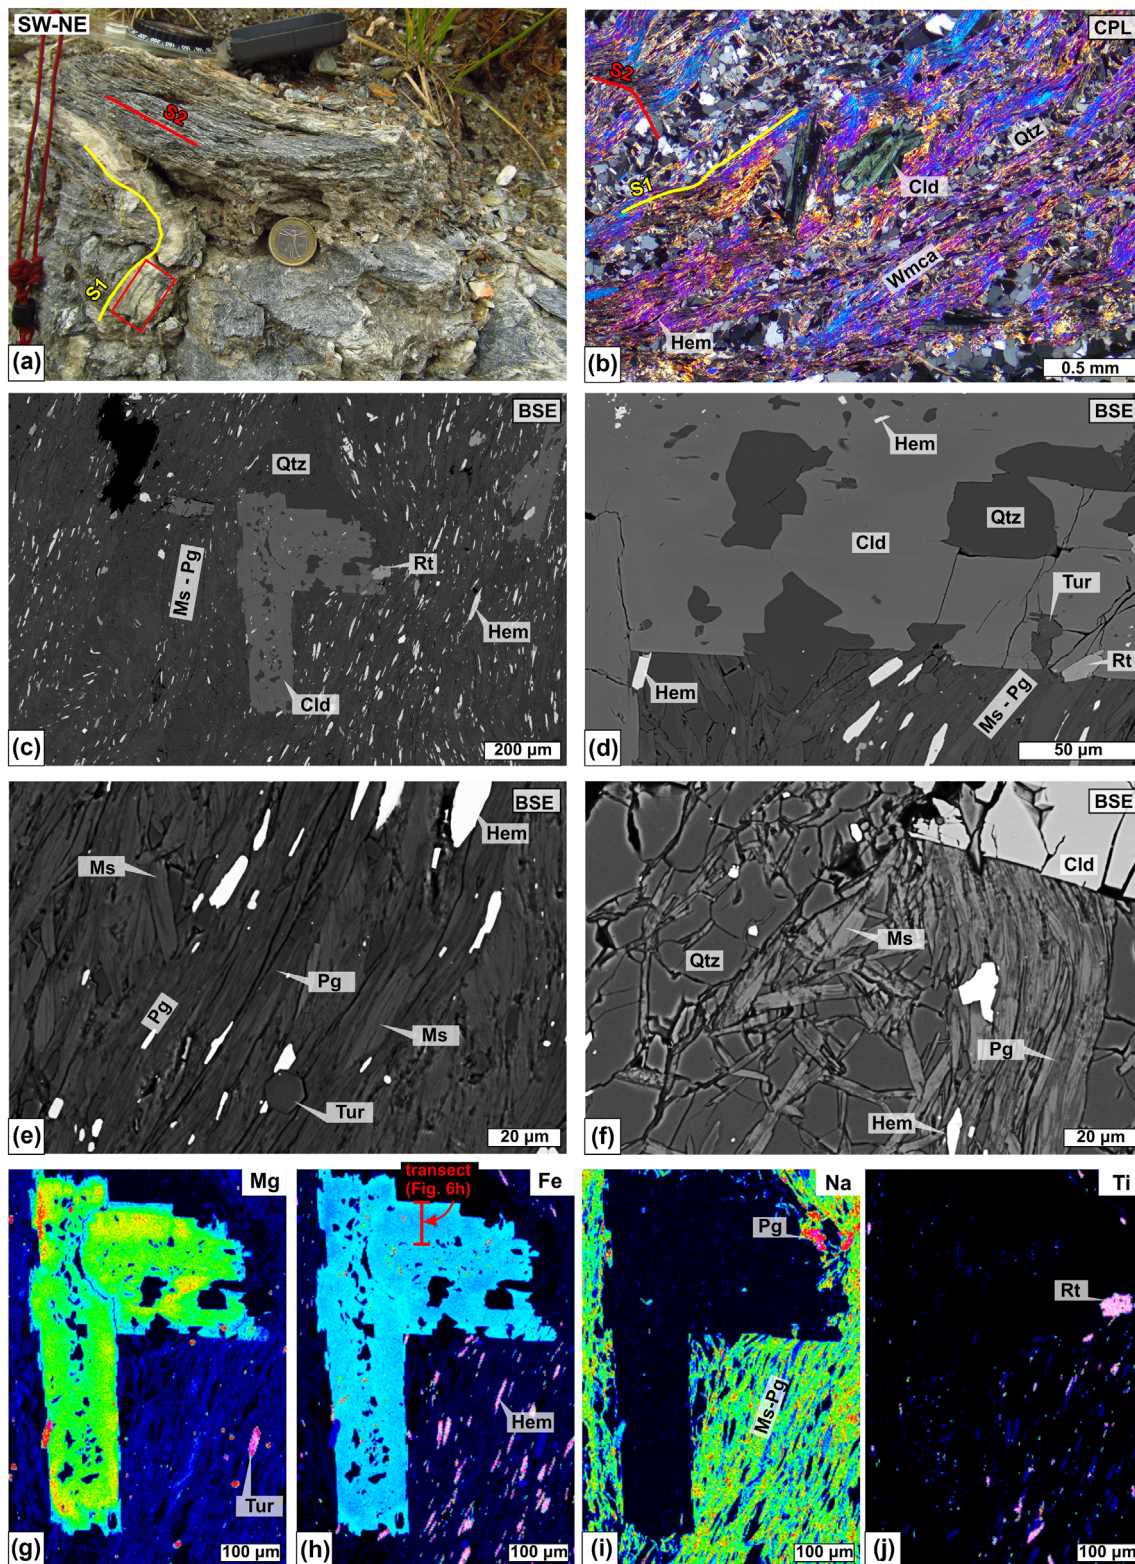 SW-NE
S2
S1
(a)
CPL
S2
S1
Qtz
Cld
Wmca
Hem
(b)
0.5 mm
BSE
Qtz
Ms - Pg
Rt
Hem
Cld
(c)
200 µm
BSE
Hem
Qtz
Cld
Tur
Rt
Hem
Ms - Pg
(d)
50 µm
BSE
Hem
Ms
Pg
Pg
Ms
Tur
(e)
20 µm
BSE
Cld
Ms
Qtz
Pg
Hem
(f)
20 µm
Mg
Tur
(g)
100 µm
transect
(Fig. 6h)
Fe
Hem
(h)
100 µm
Na
Pg
Ms-Pg
(i)
100 µm
Ti
Rt
(j)
100 µm